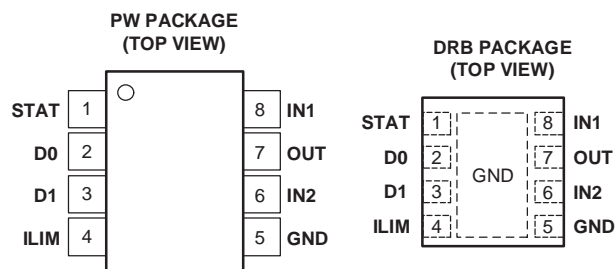 PW PACKAGE
(TOP VIEW)
STAT 1 8 IN1
D0 2 7 OUT
D1 3 6 IN2
ILIM 4 5 GND
DRB PACKAGE
(TOP VIEW)
STAT 1 8 IN1
D0 2 7 OUT
GND
D1 3 6 IN2
ILIM 4 5 GND